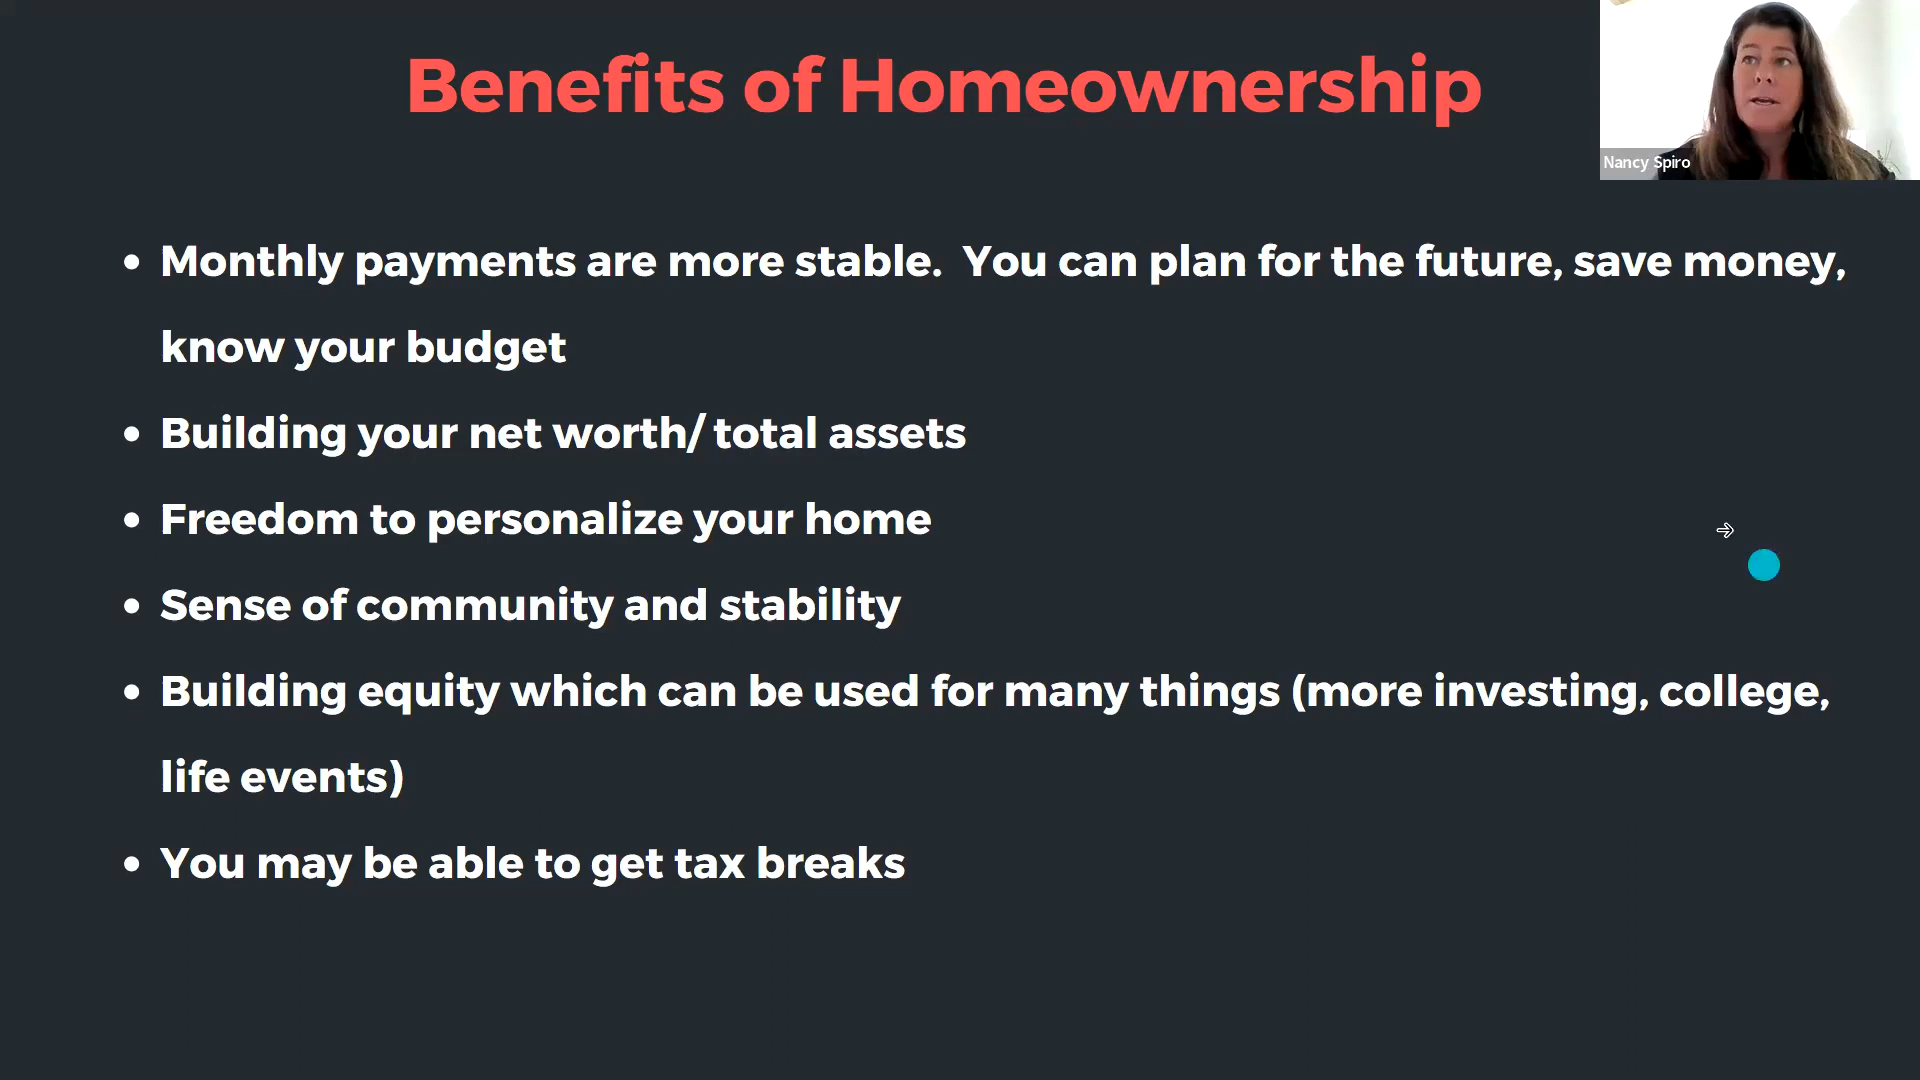 Benefits of Homeownership
Nancy Spiro
• Monthly payments are more stable.  You can plan for the future, save money,
know your budget
• Building your net worth/ total assets
• Freedom to personalize your home
• Sense of community and stability
• Building equity which can be used for many things (more investing, college,
life events)
• You may be able to get tax breaks